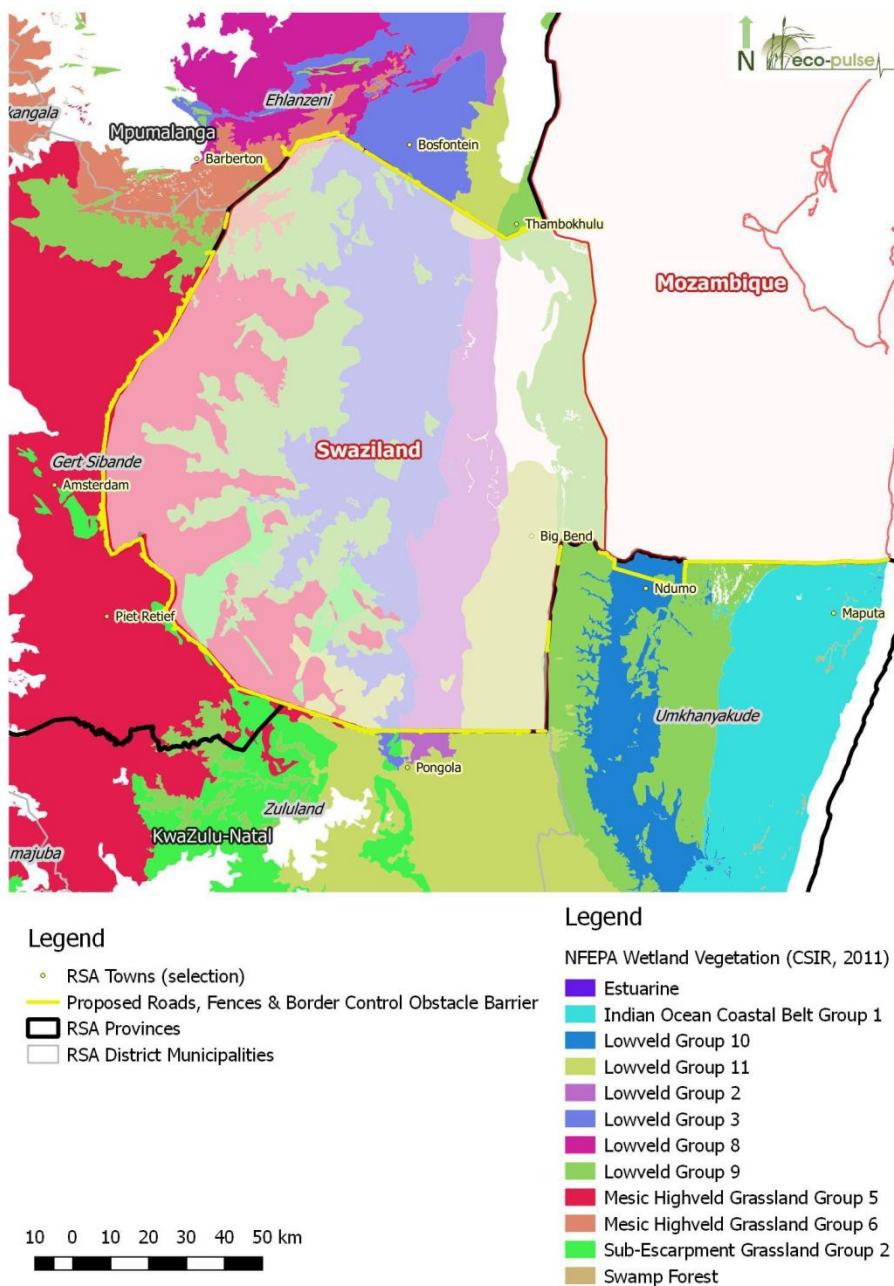 N
eco-pulse
Ehlanzeni
kangala
Mpumalanga
Bosfontein
Barberton
Thambokhulu
Mozambique
Swaziland
Gert Sibande
Amsterdam
Big Bend
Ndumo
Piet Retief
Maputa
Umkhanyakude
Pongola
Zululand
KwaZulu-Natal
majuba
Legend
RSA Towns (selection)
Proposed Roads, Fences & Border Control Obstacle Barrier
RSA Provinces
RSA District Municipalities
10 0 10 20 30 40 50 km
Legend
NFEPA Wetland Vegetation (CSIR, 2011)
Estuarine
Indian Ocean Coastal Belt Group 1
Lowveld Group 10
Lowveld Group 11
Lowveld Group 2
Lowveld Group 3
Lowveld Group 8
Lowveld Group 9
Mesic Highveld Grassland Group 5
Mesic Highveld Grassland Group 6
Sub-Escarpment Grassland Group 2
Swamp Forest